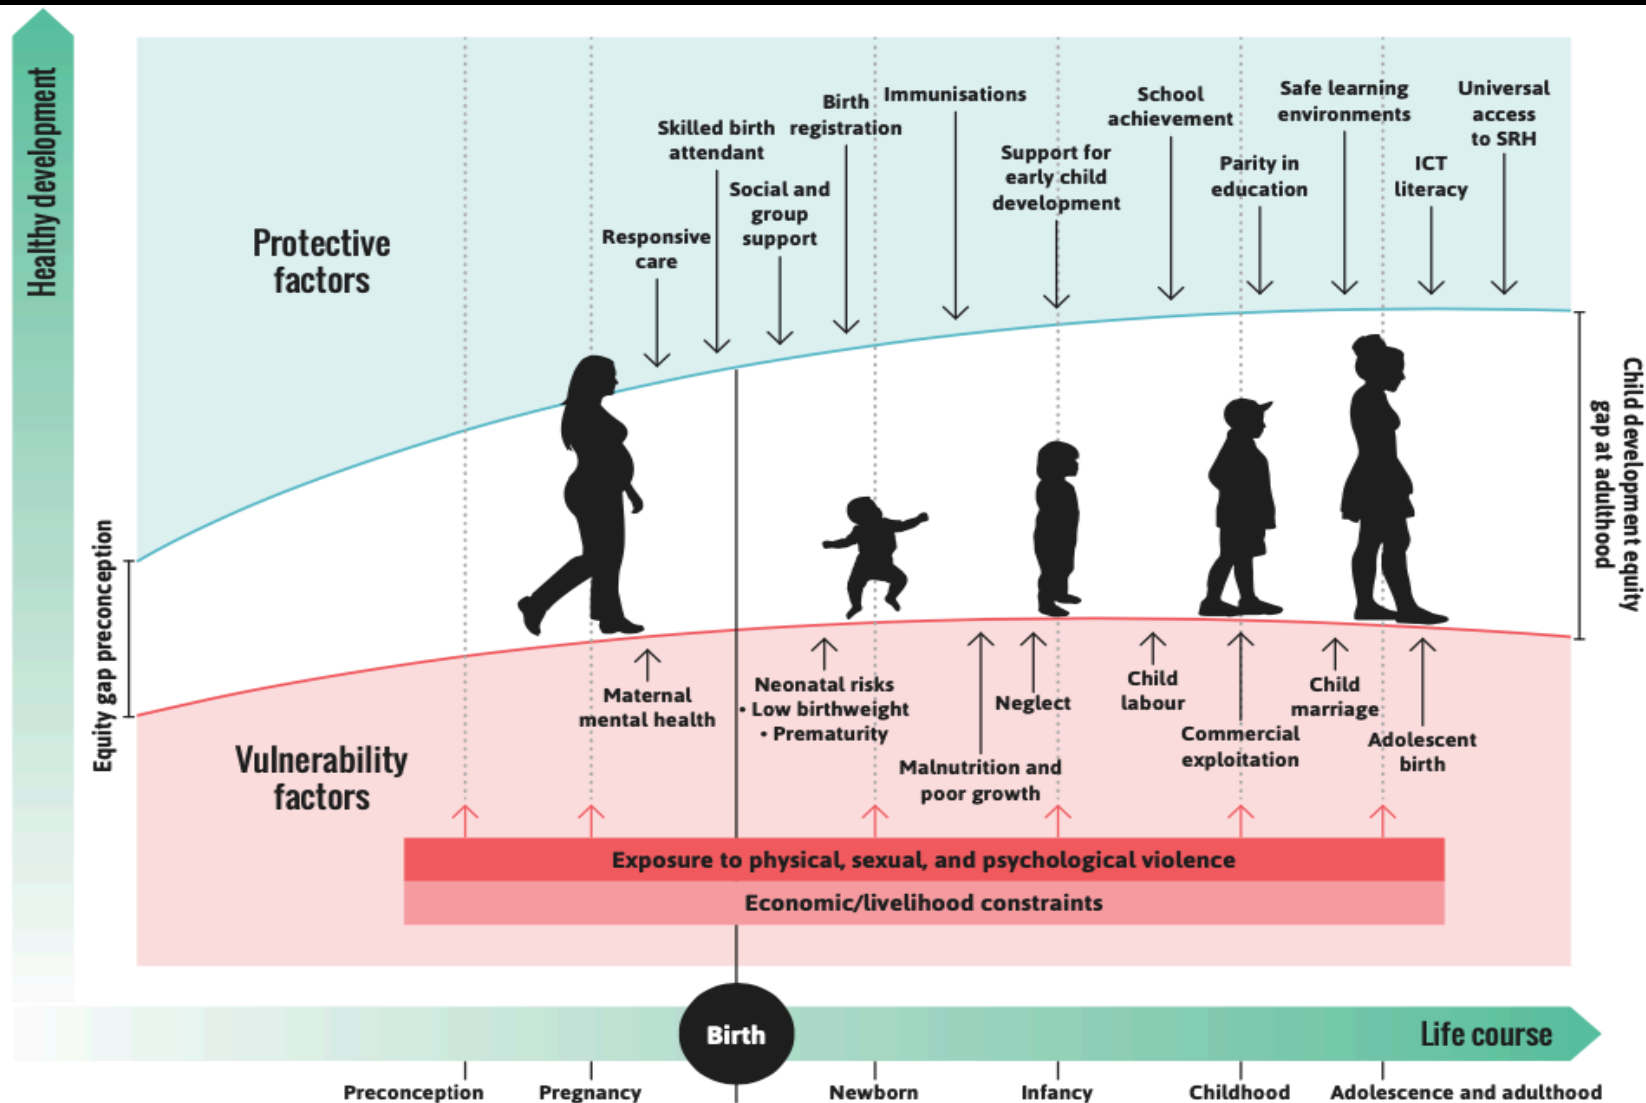 Healthy development
Protective
factors
Responsive
care
Skilled birth
attendant
Social and
group
support
Birth
registration
Immunisations
Support for
early child
development
School
achievement
Parity in
education
Safe learning
environments
ICT
literacy
Universal
access
to SRH
Equity gap preconception
Child development equity
gap at adulthood
Vulnerability
factors
Maternal
mental health
Neonatal risks
• Low birthweight
• Prematurity
Malnutrition and
poor growth
Neglect
Child
labour
Commercial
exploitation
Child
marriage
Adolescent
birth
Exposure to physical, sexual, and psychological violence
Economic/livelihood constraints
Birth
Life course
Preconception
Pregnancy
Newborn
Infancy
Childhood
Adolescence and adulthood